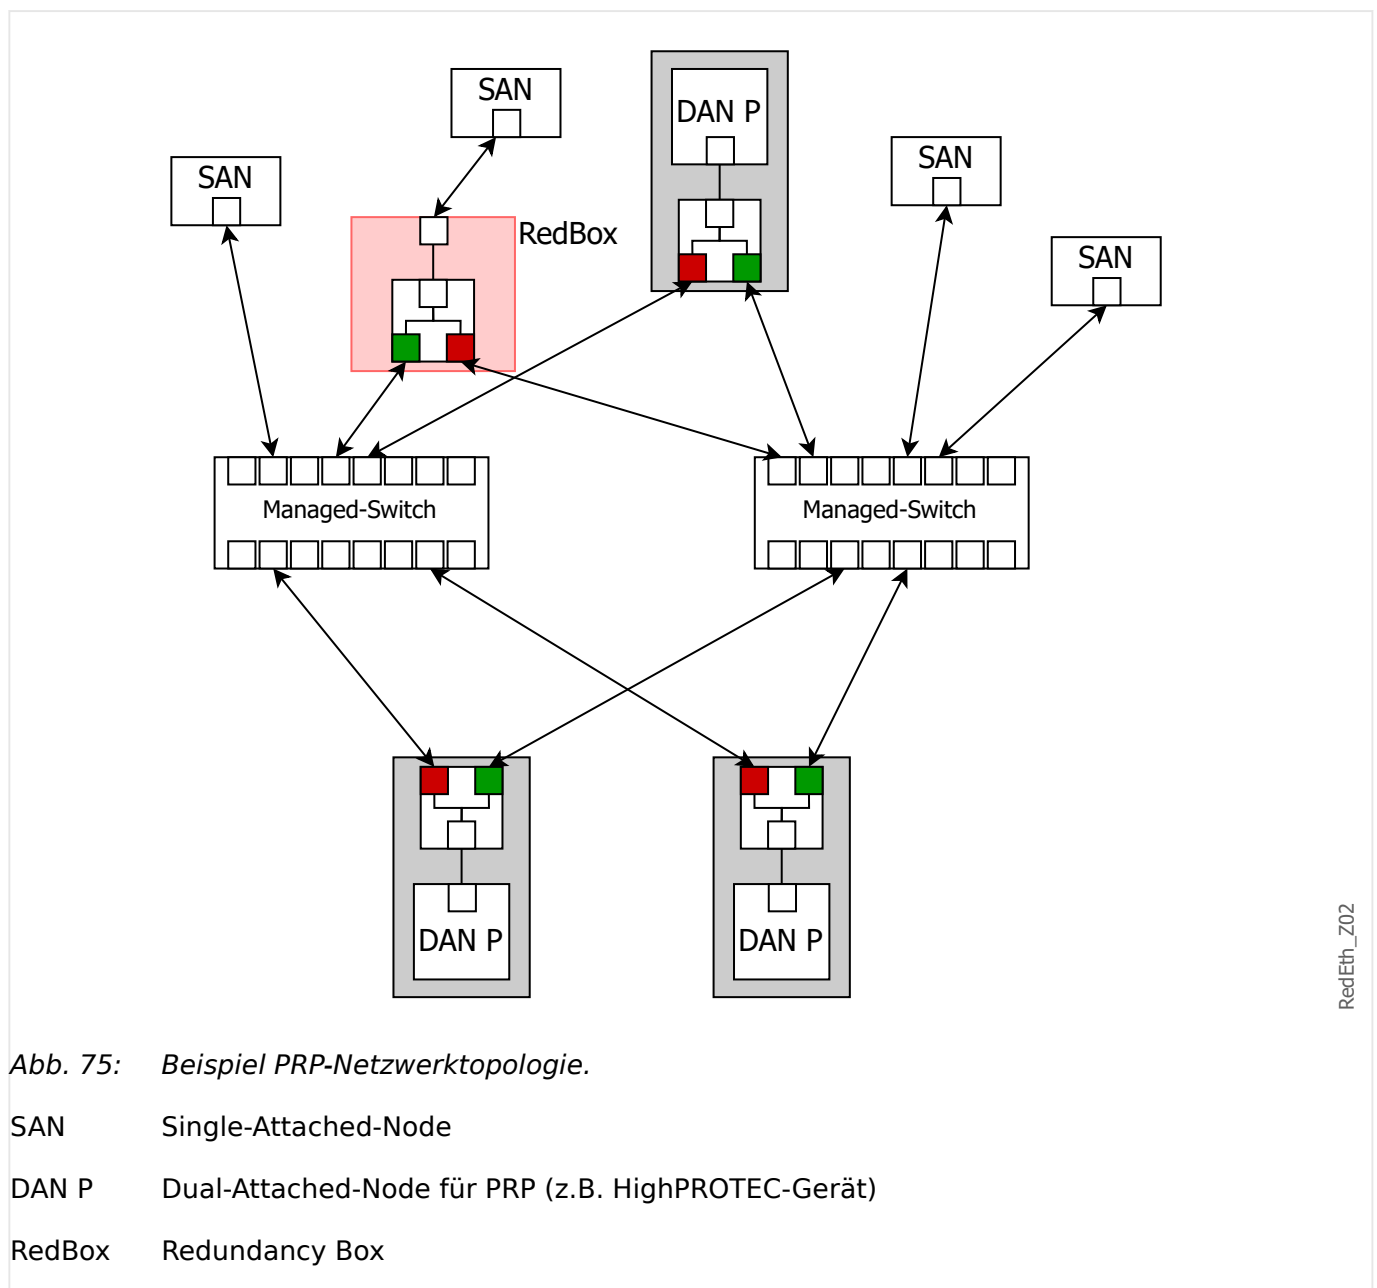 SAN
DAN P
SAN
SAN
SAN
RedBox
SAN
Managed-Switch
Managed-Switch
DAN P
DAN P
RedEth_Z02
Abb. 75: Beispiel PRP-Netzwerktopologie.
SAN Single-Attached-Node
DAN P Dual-Attached-Node für PRP (z.B. HighPROTEC-Gerät)
RedBox Redundancy Box